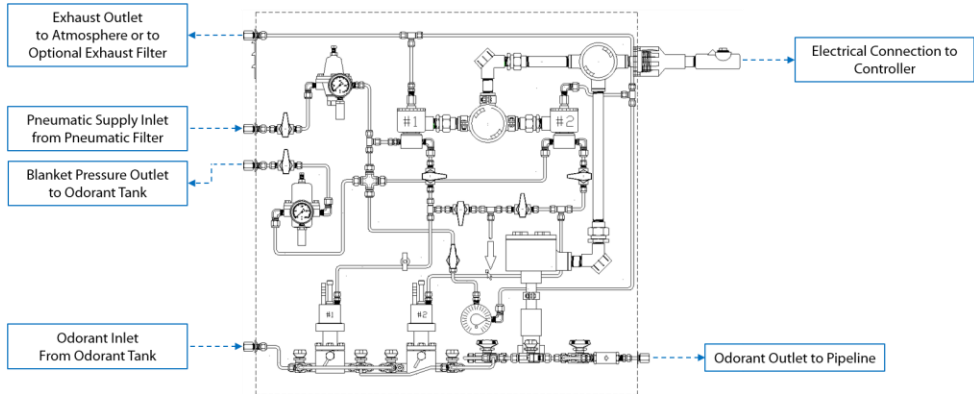 Exhaust Outlet
to Atmosphere or to
Optional Exhaust Filter
Electrical Connection to
Controller
Pneumatic Supply Inlet
from Pneumatic Filter
#1
#2
Blanket Pressure Outlet
to Odorant Tank
#1
#2
Odorant Inlet
From Odorant Tank
Odorant Outlet to Pipeline